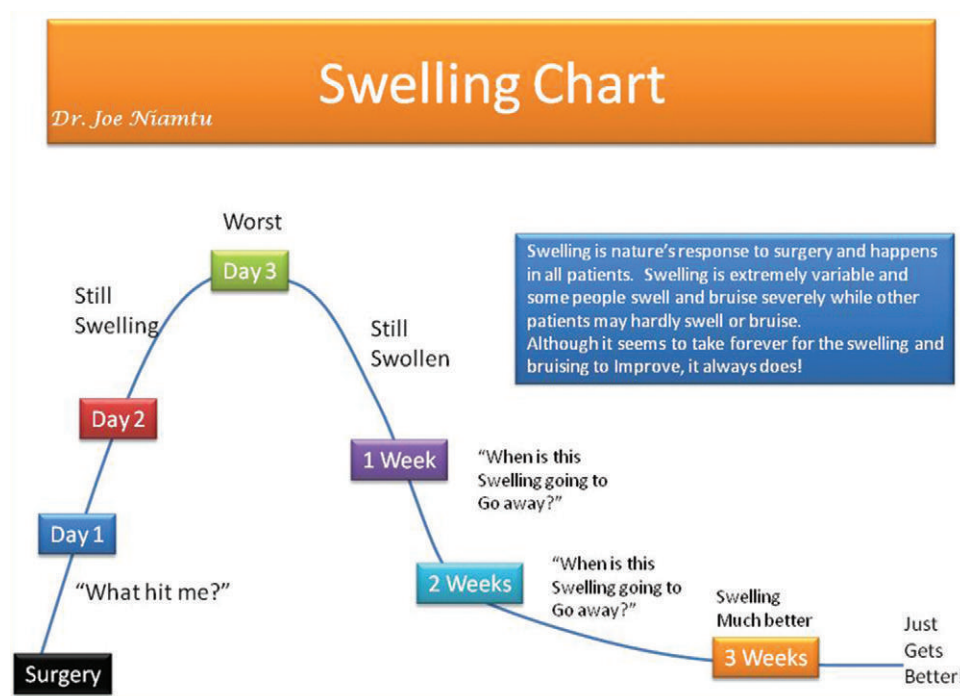 Swelling Chart
Dr. Joe Niamtu
Worst
Day 3
Still
Swelling
Still
Swollen
Swelling is nature's response to surgery and happens
in all patients.  Swelling is extremely variable and
some people swell and bruise severely while other
patients may hardly swell or bruise.
Although it seems to take forever for the swelling and
bruising to Improve, it always does!
Day 2
1 Week
"When is this
Swelling going to
Go away?"
Day 1
"What hit me?"
2 Weeks
"When is this
Swelling going to
Go away?"
Swelling
Much better
3 Weeks
Just
Gets
Better!
Surgery